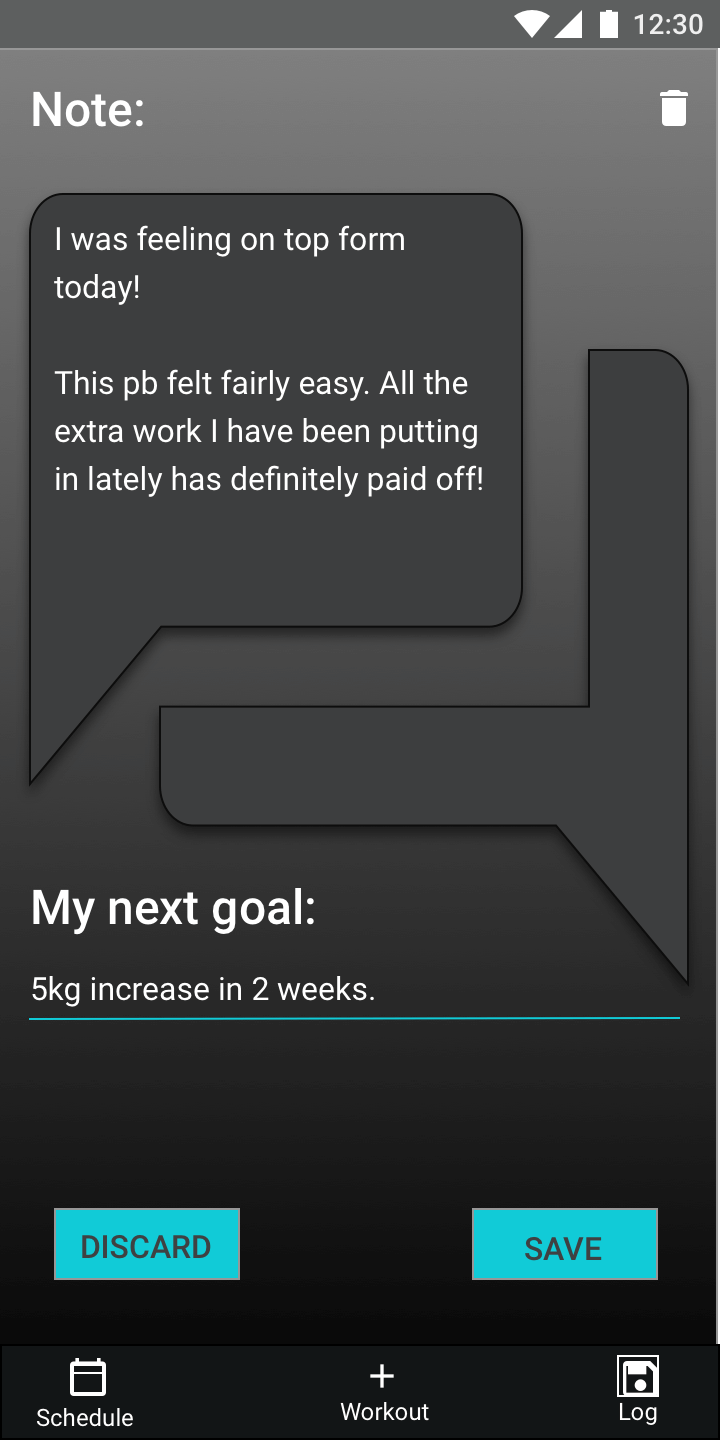 12:30
Note:
I was feeling on top form
today!
This pb felt fairly easy. All the
extra work I have been putting
in lately has definitely paid off!
My next goal:
5kg increase in 2 weeks.
DISCARD
SAVE
Schedule
Workout
Log